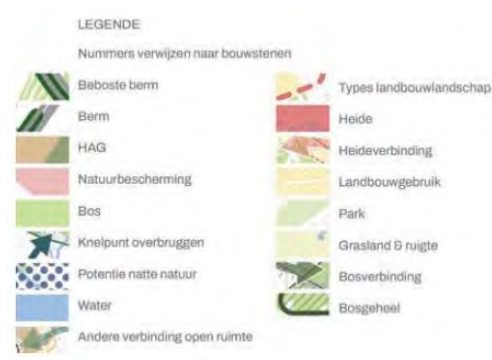 LEGENDE
Nummers verwijzen naar bouwstenen
Beboste berm
Berm
HAG
Natuurbescherming
Bos
Knelpunt overbruggen
Potentie natte natuur
Water
Andere verbinding open ruimte
Types landbouwlandschap
Heide
Heideverbinding
Landbouwgebruik
Park
Grasland & ruigte
Bosverbinding
Bosgeheel